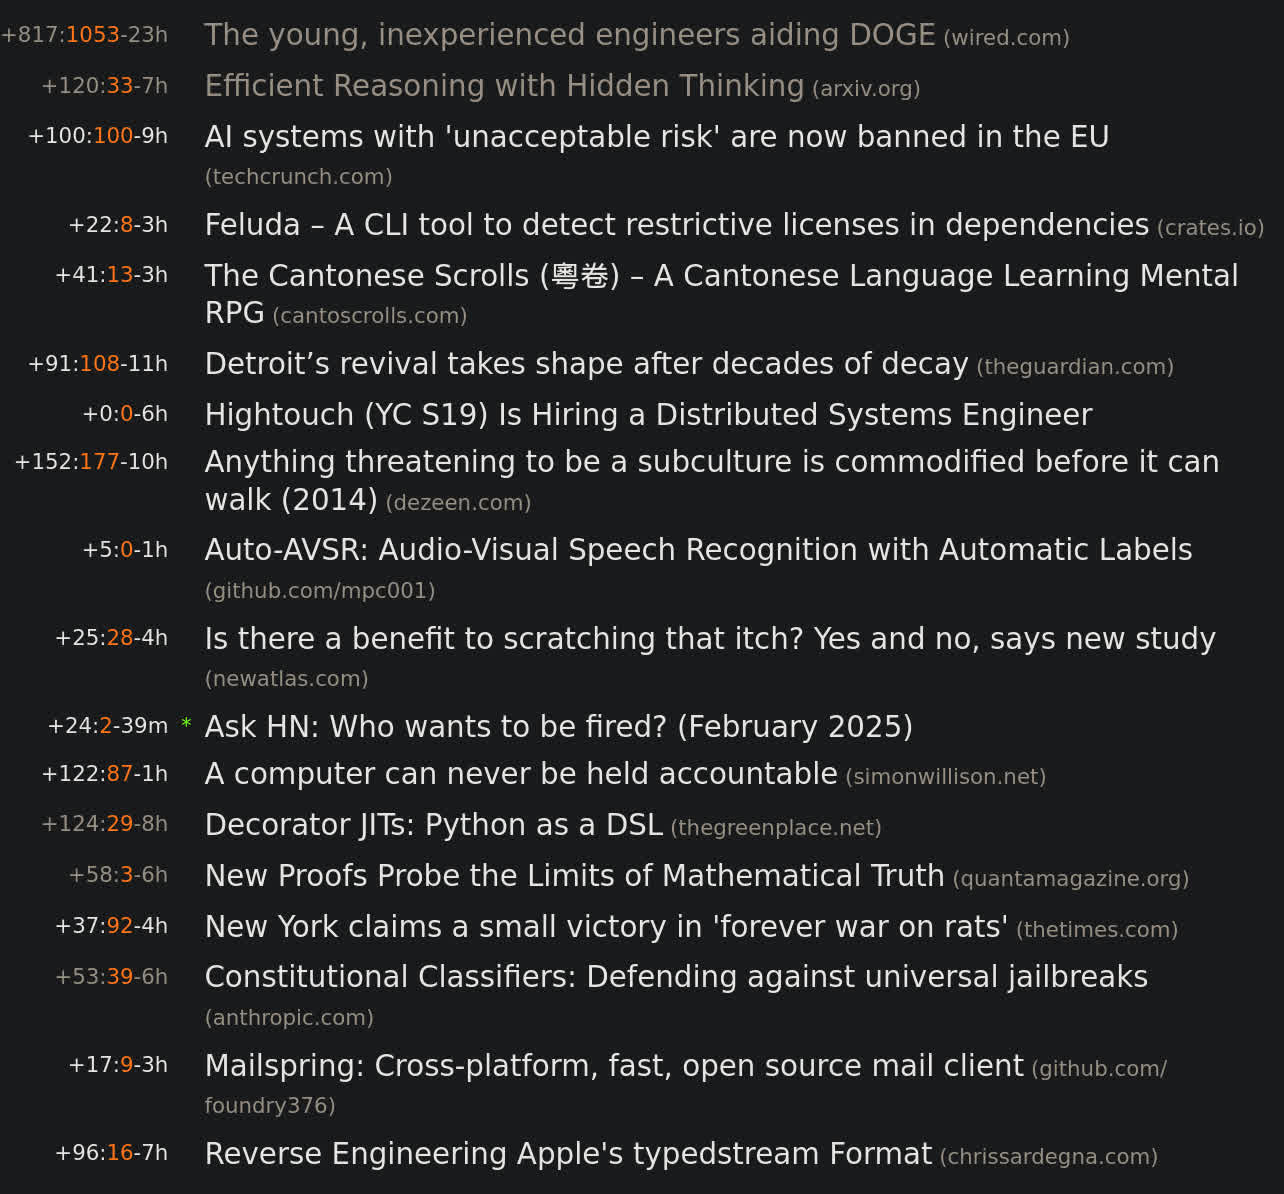 +817:1053-23h The young, inexperienced engineers aiding DOGE (wired.com)
+120:33-7h Efficient Reasoning with Hidden Thinking (arxiv.org)
+100:100-9h AI systems with 'unacceptable risk' are now banned in the EU
(techcrunch.com)
+22:8-3h Feluda – A CLI tool to detect restrictive licenses in dependencies (crates.io)
+41:13-3h The Cantonese Scrolls (粵卷) – A Cantonese Language Learning Mental
RPG (cantoscrolls.com)
+91:108-11h Detroit’s revival takes shape after decades of decay (theguardian.com)
+0:0-6h Hightouch (YC S19) Is Hiring a Distributed Systems Engineer
+152:177-10h Anything threatening to be a subculture is commodified before it can
walk (2014) (dezeen.com)
+5:0-1h Auto-AVSR: Audio-Visual Speech Recognition with Automatic Labels
(github.com/mpc001)
+25:28-4h Is there a benefit to scratching that itch? Yes and no, says new study
(newatlas.com)
+24:2-39m * Ask HN: Who wants to be fired? (February 2025)
+122:87-1h A computer can never be held accountable (simonwillison.net)
+124:29-8h Decorator JITs: Python as a DSL (thegreenplace.net)
+58:3-6h New Proofs Probe the Limits of Mathematical Truth (quantamagazine.org)
+37:92-4h New York claims a small victory in 'forever war on rats' (thetimes.com)
+53:39-6h Constitutional Classifiers: Defending against universal jailbreaks
(anthropic.com)
+17:9-3h Mailspring: Cross-platform, fast, open source mail client (github.com/
foundry376)
+96:16-7h Reverse Engineering Apple's typedstream Format (chrissardegna.com)